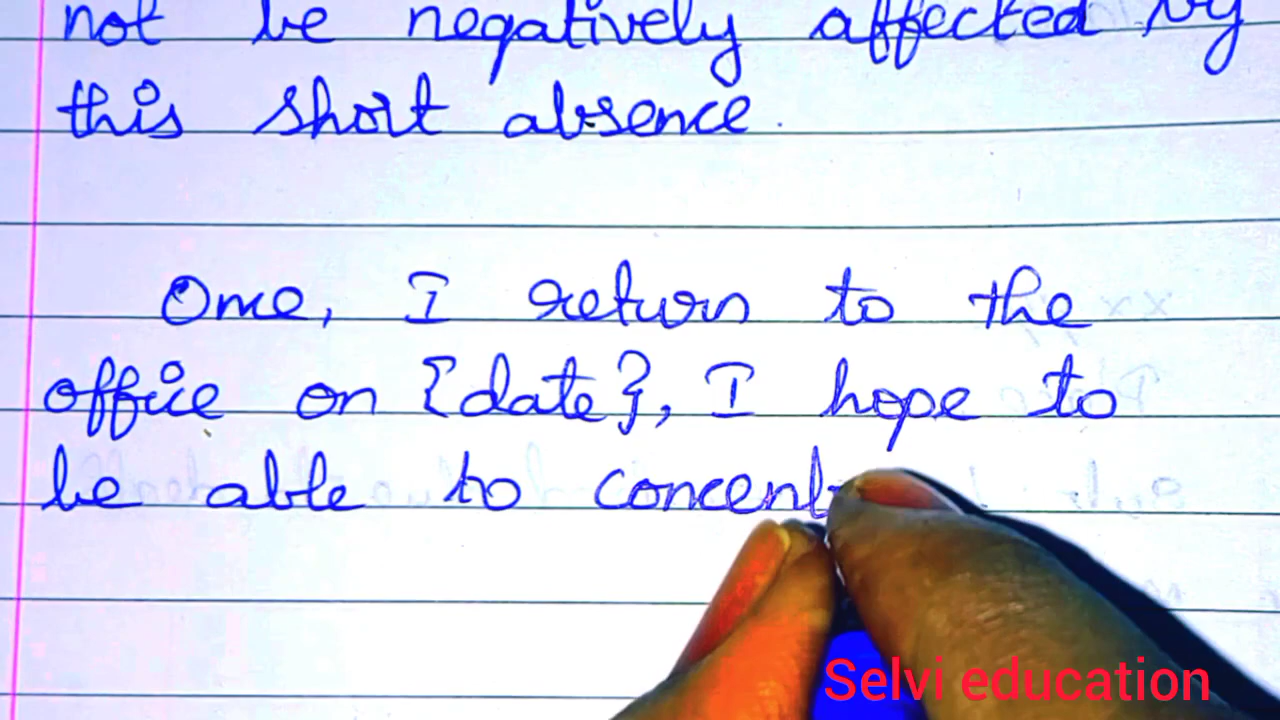 not be negatively affected by
this short absence.
Once, I return to the
office on {date}, I hope to
be able to concent
Selvi education